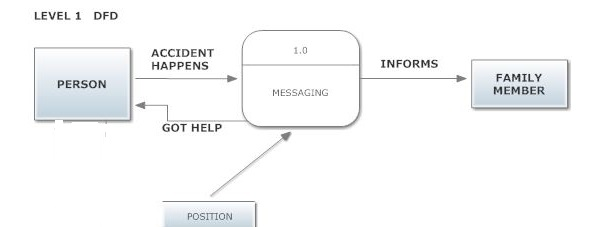 LEVEL 1 DFD
ACCIDENT
HAPPENS
1.0
INFORMS
PERSON
MESSAGING
FAMILY
MEMBER
GOT HELP
POSITION